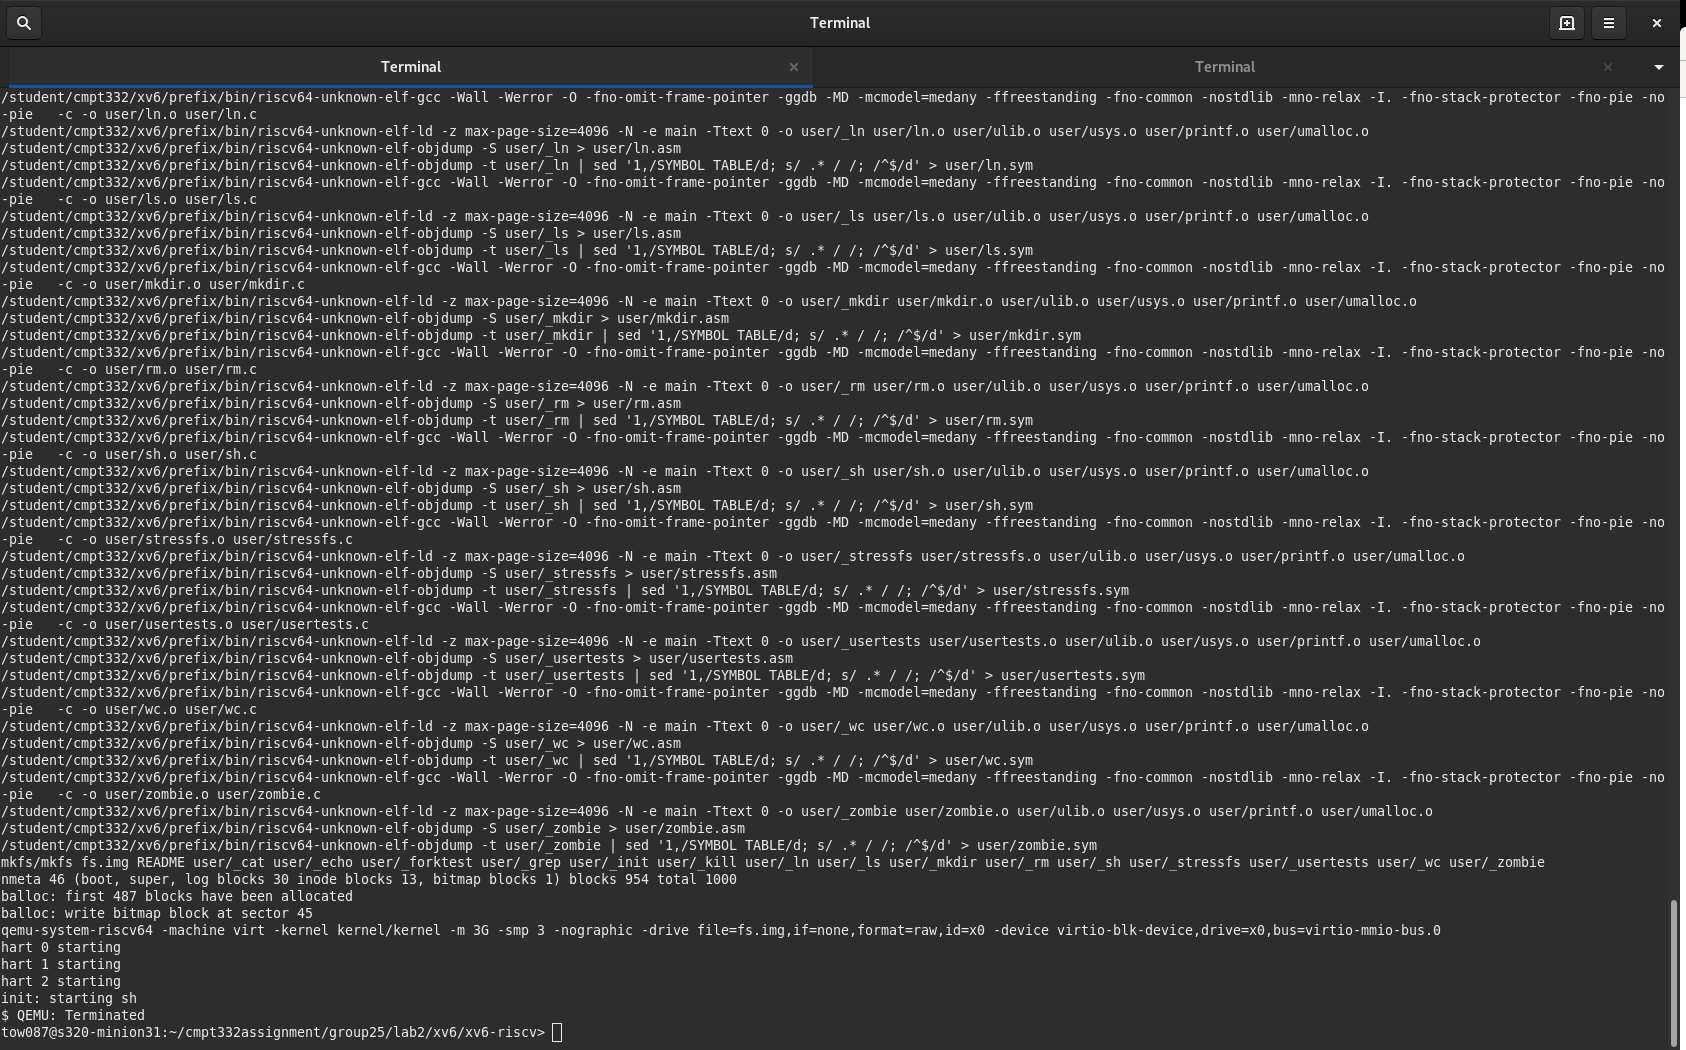 Terminal
Terminal
Terminal
/student/cmpt332/xv6/prefix/bin/riscv64-unknown-elf-gcc -Wall -Werror -O -fno-omit-frame-pointer -ggdb -MD -mcmodel=medany -ffreestanding -fno-common -nostdlib -mno-relax -I. -fno-stack-protector -fno-pie -no
-pie   -c -o user/ln.o user/ln.c
/student/cmpt332/xv6/prefix/bin/riscv64-unknown-elf-ld -z max-page-size=4096 -N -e main -Ttext 0 -o user/_ln user/ln.o user/ulib.o user/usys.o user/printf.o user/umalloc.o
/student/cmpt332/xv6/prefix/bin/riscv64-unknown-elf-objdump -S user/_ln > user/ln.asm
/student/cmpt332/xv6/prefix/bin/riscv64-unknown-elf-objdump -t user/_ln | sed '1,/SYMBOL TABLE/d; s/ .* / /; /^$/d' > user/ln.sym
/student/cmpt332/xv6/prefix/bin/riscv64-unknown-elf-gcc -Wall -Werror -O -fno-omit-frame-pointer -ggdb -MD -mcmodel=medany -ffreestanding -fno-common -nostdlib -mno-relax -I. -fno-stack-protector -fno-pie -no
-pie   -c -o user/ls.o user/ls.c
/student/cmpt332/xv6/prefix/bin/riscv64-unknown-elf-ld -z max-page-size=4096 -N -e main -Ttext 0 -o user/_ls user/ls.o user/ulib.o user/usys.o user/printf.o user/umalloc.o
/student/cmpt332/xv6/prefix/bin/riscv64-unknown-elf-objdump -S user/_ls > user/ls.asm
/student/cmpt332/xv6/prefix/bin/riscv64-unknown-elf-objdump -t user/_ls | sed '1,/SYMBOL TABLE/d; s/ .* / /; /^$/d' > user/ls.sym
/student/cmpt332/xv6/prefix/bin/riscv64-unknown-elf-gcc -Wall -Werror -O -fno-omit-frame-pointer -ggdb -MD -mcmodel=medany -ffreestanding -fno-common -nostdlib -mno-relax -I. -fno-stack-protector -fno-pie -no
-pie   -c -o user/mkdir.o user/mkdir.c
/student/cmpt332/xv6/prefix/bin/riscv64-unknown-elf-ld -z max-page-size=4096 -N -e main -Ttext 0 -o user/_mkdir user/mkdir.o user/ulib.o user/usys.o user/printf.o user/umalloc.o
/student/cmpt332/xv6/prefix/bin/riscv64-unknown-elf-objdump -S user/_mkdir > user/mkdir.asm
/student/cmpt332/xv6/prefix/bin/riscv64-unknown-elf-objdump -t user/_mkdir | sed '1,/SYMBOL TABLE/d; s/ .* / /; /^$/d' > user/mkdir.sym
/student/cmpt332/xv6/prefix/bin/riscv64-unknown-elf-gcc -Wall -Werror -O -fno-omit-frame-pointer -ggdb -MD -mcmodel=medany -ffreestanding -fno-common -nostdlib -mno-relax -I. -fno-stack-protector -fno-pie -no
-pie   -c -o user/rm.o user/rm.c
/student/cmpt332/xv6/prefix/bin/riscv64-unknown-elf-ld -z max-page-size=4096 -N -e main -Ttext 0 -o user/_rm user/rm.o user/ulib.o user/usys.o user/printf.o user/umalloc.o
/student/cmpt332/xv6/prefix/bin/riscv64-unknown-elf-objdump -S user/_rm > user/rm.asm
/student/cmpt332/xv6/prefix/bin/riscv64-unknown-elf-objdump -t user/_rm | sed '1,/SYMBOL TABLE/d; s/ .* / /; /^$/d' > user/rm.sym
/student/cmpt332/xv6/prefix/bin/riscv64-unknown-elf-gcc -Wall -Werror -O -fno-omit-frame-pointer -ggdb -MD -mcmodel=medany -ffreestanding -fno-common -nostdlib -mno-relax -I. -fno-stack-protector -fno-pie -no
-pie   -c -o user/sh.o user/sh.c
/student/cmpt332/xv6/prefix/bin/riscv64-unknown-elf-ld -z max-page-size=4096 -N -e main -Ttext 0 -o user/_sh user/sh.o user/ulib.o user/usys.o user/printf.o user/umalloc.o
/student/cmpt332/xv6/prefix/bin/riscv64-unknown-elf-objdump -S user/_sh > user/sh.asm
/student/cmpt332/xv6/prefix/bin/riscv64-unknown-elf-objdump -t user/_sh | sed '1,/SYMBOL TABLE/d; s/ .* / /; /^$/d' > user/sh.sym
/student/cmpt332/xv6/prefix/bin/riscv64-unknown-elf-gcc -Wall -Werror -O -fno-omit-frame-pointer -ggdb -MD -mcmodel=medany -ffreestanding -fno-common -nostdlib -mno-relax -I. -fno-stack-protector -fno-pie -no
-pie   -c -o user/stressfs.o user/stressfs.c
/student/cmpt332/xv6/prefix/bin/riscv64-unknown-elf-ld -z max-page-size=4096 -N -e main -Ttext 0 -o user/_stressfs user/stressfs.o user/ulib.o user/usys.o user/printf.o user/umalloc.o
/student/cmpt332/xv6/prefix/bin/riscv64-unknown-elf-objdump -S user/_stressfs > user/stressfs.asm
/student/cmpt332/xv6/prefix/bin/riscv64-unknown-elf-objdump -t user/_stressfs | sed '1,/SYMBOL TABLE/d; s/ .* / /; /^$/d' > user/stressfs.sym
/student/cmpt332/xv6/prefix/bin/riscv64-unknown-elf-gcc -Wall -Werror -O -fno-omit-frame-pointer -ggdb -MD -mcmodel=medany -ffreestanding -fno-common -nostdlib -mno-relax -I. -fno-stack-protector -fno-pie -no
-pie   -c -o user/usertests.o user/usertests.c
/student/cmpt332/xv6/prefix/bin/riscv64-unknown-elf-ld -z max-page-size=4096 -N -e main -Ttext 0 -o user/_usertests user/usertests.o user/ulib.o user/usys.o user/printf.o user/umalloc.o
/student/cmpt332/xv6/prefix/bin/riscv64-unknown-elf-objdump -S user/_usertests > user/usertests.asm
/student/cmpt332/xv6/prefix/bin/riscv64-unknown-elf-objdump -t user/_usertests | sed '1,/SYMBOL TABLE/d; s/ .* / /; /^$/d' > user/usertests.sym
/student/cmpt332/xv6/prefix/bin/riscv64-unknown-elf-gcc -Wall -Werror -O -fno-omit-frame-pointer -ggdb -MD -mcmodel=medany -ffreestanding -fno-common -nostdlib -mno-relax -I. -fno-stack-protector -fno-pie -no
-pie   -c -o user/wc.o user/wc.c
/student/cmpt332/xv6/prefix/bin/riscv64-unknown-elf-ld -z max-page-size=4096 -N -e main -Ttext 0 -o user/_wc user/wc.o user/ulib.o user/usys.o user/printf.o user/umalloc.o
/student/cmpt332/xv6/prefix/bin/riscv64-unknown-elf-objdump -S user/_wc > user/wc.asm
/student/cmpt332/xv6/prefix/bin/riscv64-unknown-elf-objdump -t user/_wc | sed '1,/SYMBOL TABLE/d; s/ .* / /; /^$/d' > user/wc.sym
/student/cmpt332/xv6/prefix/bin/riscv64-unknown-elf-gcc -Wall -Werror -O -fno-omit-frame-pointer -ggdb -MD -mcmodel=medany -ffreestanding -fno-common -nostdlib -mno-relax -I. -fno-stack-protector -fno-pie -no
-pie   -c -o user/zombie.o user/zombie.c
/student/cmpt332/xv6/prefix/bin/riscv64-unknown-elf-ld -z max-page-size=4096 -N -e main -Ttext 0 -o user/_zombie user/zombie.o user/ulib.o user/usys.o user/printf.o user/umalloc.o
/student/cmpt332/xv6/prefix/bin/riscv64-unknown-elf-objdump -S user/_zombie > user/zombie.asm
/student/cmpt332/xv6/prefix/bin/riscv64-unknown-elf-objdump -t user/_zombie | sed '1,/SYMBOL TABLE/d; s/ .* / /; /^$/d' > user/zombie.sym
mkfs/mkfs fs.img README user/_cat user/_echo user/_forktest user/_grep user/_init user/_kill user/_ln user/_ls user/_mkdir user/_rm user/_sh user/_stressfs user/_usertests user/_wc user/_zombie
nmeta 46 (boot, super, log blocks 30 inode blocks 13, bitmap blocks 1) blocks 954 total 1000
balloc: first 487 blocks have been allocated
balloc: write bitmap block at sector 45
qemu-system-riscv64 -machine virt -kernel kernel/kernel -m 3G -smp 3 -nographic -drive file=fs.img,if=none,format=raw,id=x0 -device virtio-blk-device,drive=x0,bus=virtio-mmio-bus.0
hart 0 starting
hart 1 starting
hart 2 starting
init: starting sh
$ QEMU: Terminated
tow087@s320-minion31:~/cmpt332assignment/group25/lab2/xv6/xv6-riscv>